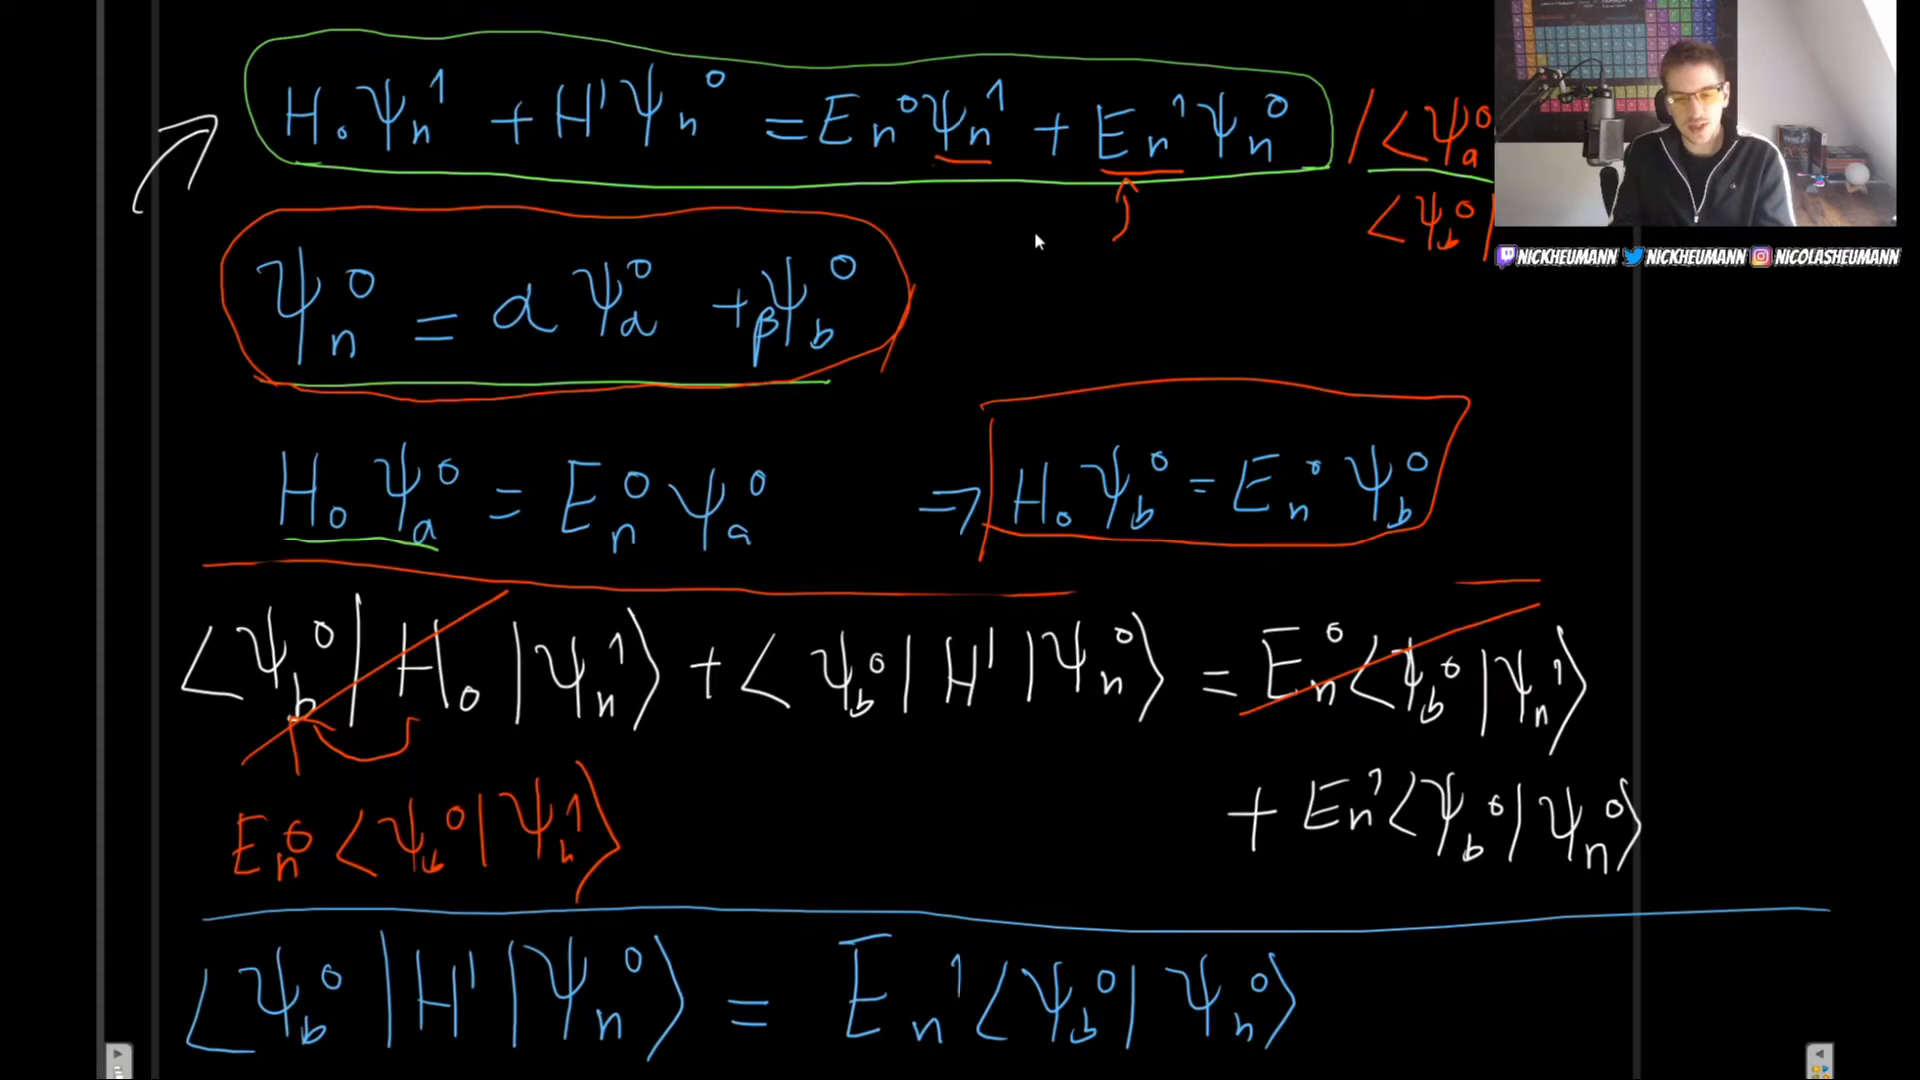 H₀ψₙ¹ + H'ψₙ⁰ = Eₙ⁰ψₙ¹ + Eₙ¹ψₙ⁰ / <ψₐ⁰
<ψ_b⁰|
NICKHEUMANN NICKHEUMANN NICOLASHEUMANN
ψₙ⁰ = α ψₐ⁰ + βψ_b⁰
H₀ψₐ⁰ = Eₙ⁰ψₐ⁰ ⇒ H₀ψ_b⁰ = Eₙ⁰ψ_b⁰
<ψ_b⁰|H₀|ψₙ¹> + <ψ_b⁰|H'|ψₙ⁰> = Eₙ⁰<ψ_b⁰|ψₙ¹>
Eₙ⁰<ψ_b⁰|ψₙ¹> + Eₙ¹<ψ_b⁰|ψₙ⁰>
<ψ_b⁰|H'|ψₙ⁰> = Eₙ¹<ψ_b⁰|ψₙ⁰>